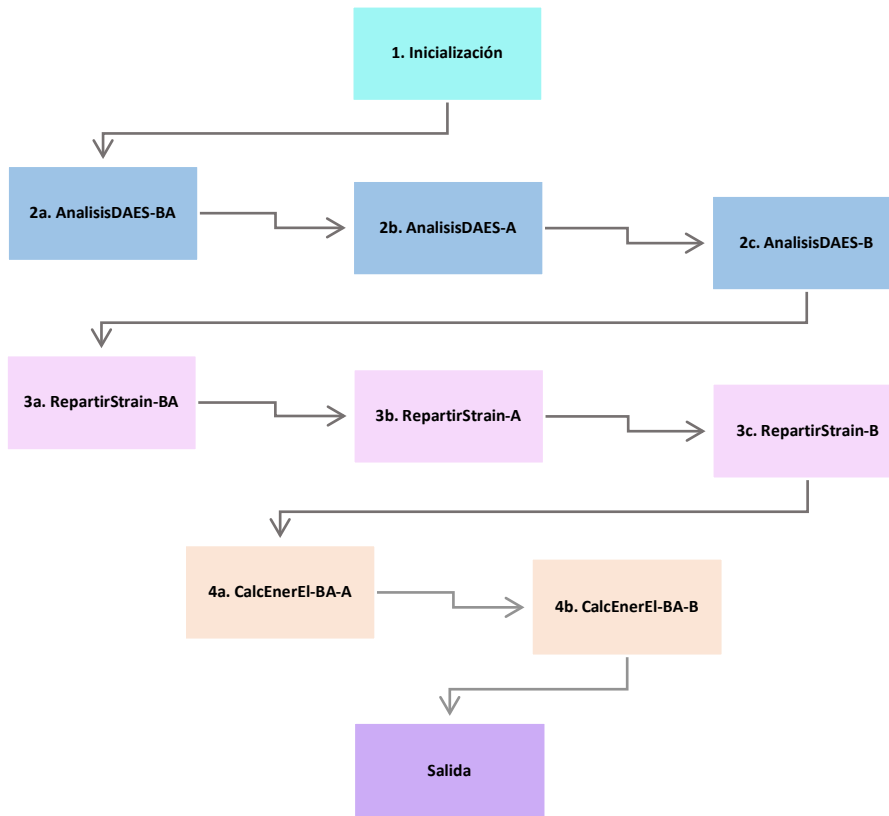 1. Inicialización
2a. AnalisisDAES-BA
2b. AnalisisDAES-A
2c. AnalisisDAES-B
3a. RepartirStrain-BA
3b. RepartirStrain-A
3c. RepartirStrain-B
4a. CalcEnerEl-BA-A
4b. CalcEnerEl-BA-B
Salida